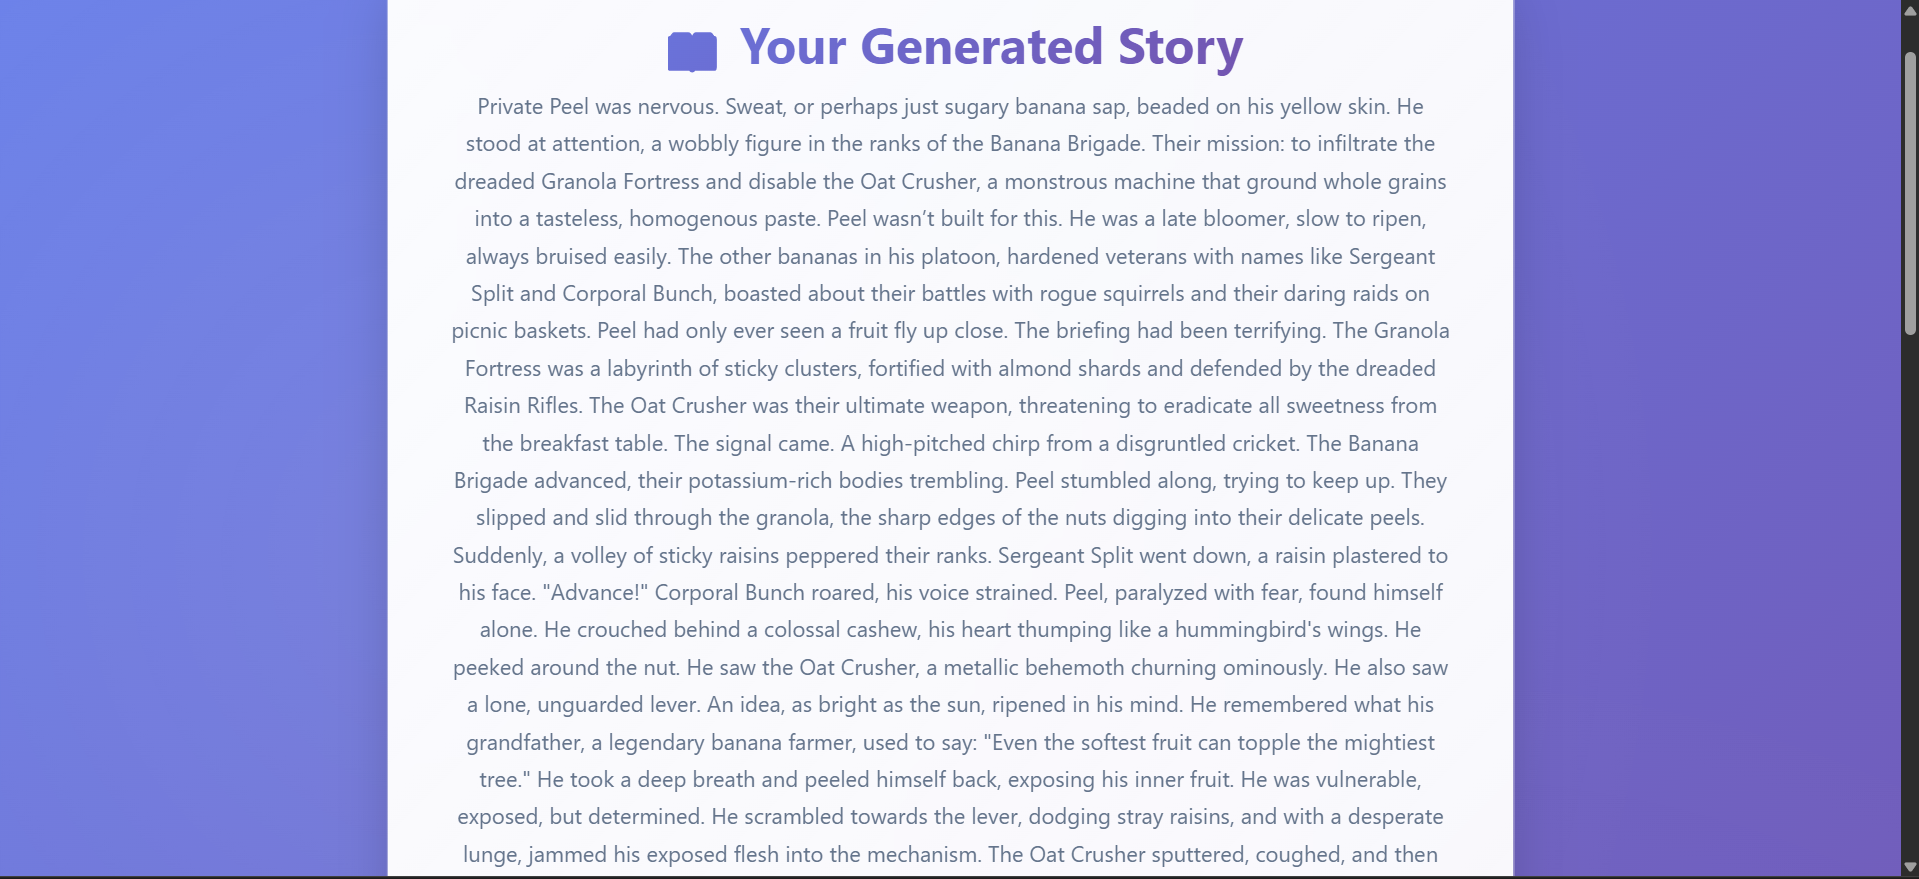 Your Generated Story
Private Peel was nervous. Sweat, or perhaps just sugary banana sap, beaded on his yellow skin. He
stood at attention, a wobbly figure in the ranks of the Banana Brigade. Their mission: to infiltrate the
dreaded Granola Fortress and disable the Oat Crusher, a monstrous machine that ground whole grains
into a tasteless, homogenous paste. Peel wasn’t built for this. He was a late bloomer, slow to ripen,
always bruised easily. The other bananas in his platoon, hardened veterans with names like Sergeant
Split and Corporal Bunch, boasted about their battles with rogue squirrels and their daring raids on
picnic baskets. Peel had only ever seen a fruit fly up close. The briefing had been terrifying. The Granola
Fortress was a labyrinth of sticky clusters, fortified with almond shards and defended by the dreaded
Raisin Rifles. The Oat Crusher was their ultimate weapon, threatening to eradicate all sweetness from
the breakfast table. The signal came. A high-pitched chirp from a disgruntled cricket. The Banana
Brigade advanced, their potassium-rich bodies trembling. Peel stumbled along, trying to keep up. They
slipped and slid through the granola, the sharp edges of the nuts digging into their delicate peels.
Suddenly, a volley of sticky raisins peppered their ranks. Sergeant Split went down, a raisin plastered to
his face. "Advance!" Corporal Bunch roared, his voice strained. Peel, paralyzed with fear, found himself
alone. He crouched behind a colossal cashew, his heart thumping like a hummingbird's wings. He
peeked around the nut. He saw the Oat Crusher, a metallic behemoth churning ominously. He also saw
a lone, unguarded lever. An idea, as bright as the sun, ripened in his mind. He remembered what his
grandfather, a legendary banana farmer, used to say: "Even the softest fruit can topple the mightiest
tree." He took a deep breath and peeled himself back, exposing his inner fruit. He was vulnerable,
exposed, but determined. He scrambled towards the lever, dodging stray raisins, and with a desperate
lunge, jammed his exposed flesh into the mechanism. The Oat Crusher sputtered, coughed, and then